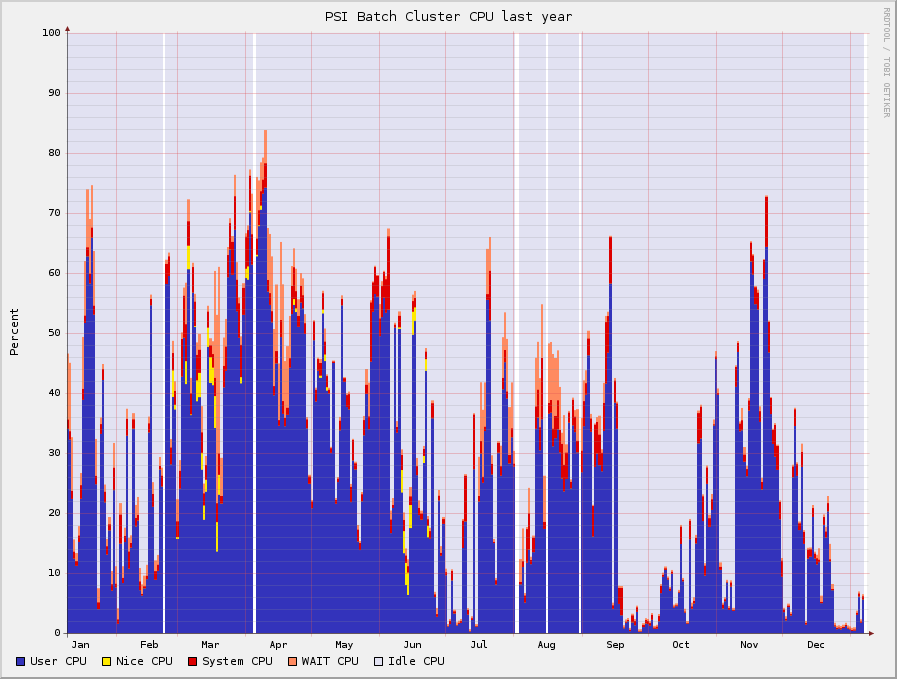 PSI Batch Cluster CPU last year
RRDTOOL / TOBI OETIKER
Percent
100
90
80
70
60
50
40
30
20
10
0
Jan Feb Mar Apr May Jun Jul Aug Sep Oct Nov Dec
User CPU Nice CPU System CPU WAIT CPU Idle CPU